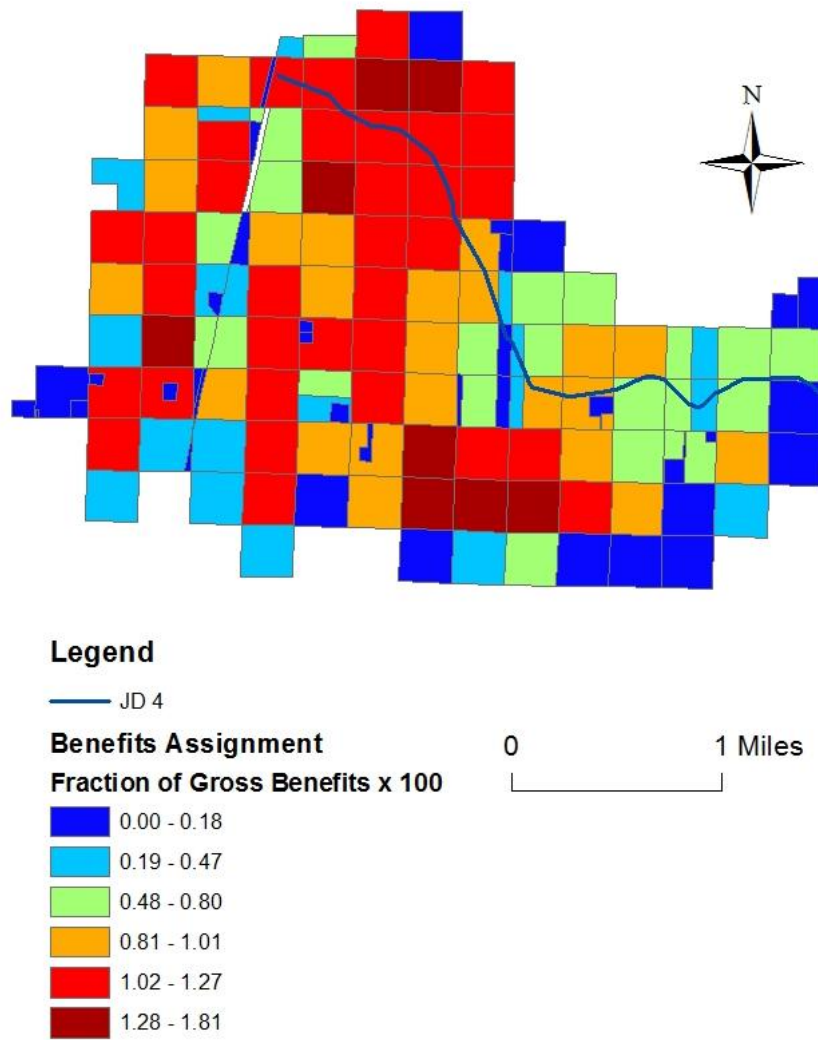 N
Legend
JD 4
Benefits Assignment
0 1 Miles
Fraction of Gross Benefits x 100
0.00 - 0.18
0.19 - 0.47
0.48 - 0.80
0.81 - 1.01
1.02 - 1.27
1.28 - 1.81